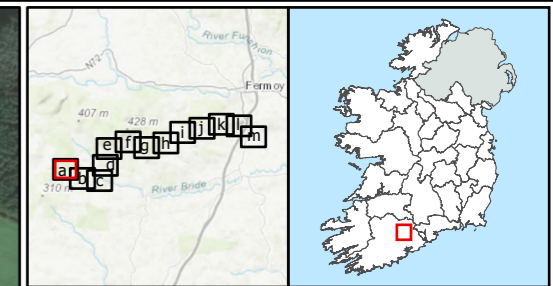 River Funshion
N72
Fermoy
407 m
428 m
a b c d e f g h i j k l m
310 m
River Bride